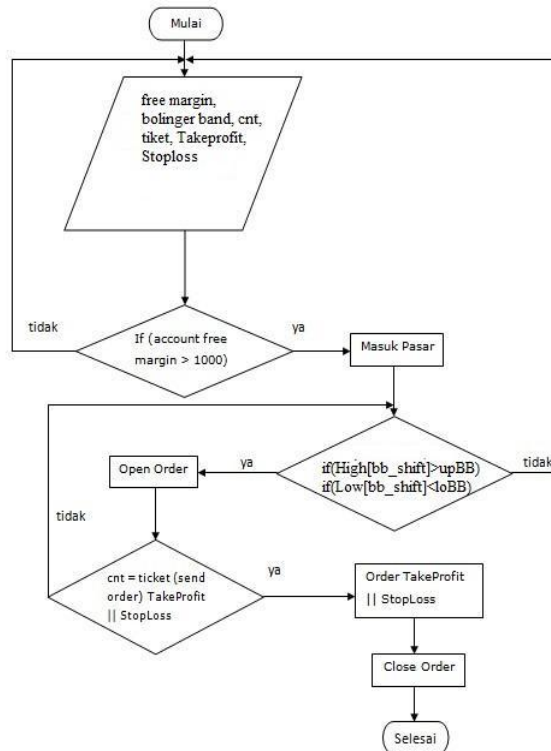 Mulai
free margin,
bolinger band, cnt,
tiket, Takeprofit,
Stoploss
tidak
If (account free
margin > 1000)
ya
Masuk Pasar
if(High[bb_shift]>upBB)
if(Low[bb_shift]<loBB)
tidak
ya
Open Order
tidak
cnt = ticket (send
order) TakeProfit
|| StopLoss
ya
Order TakeProfit
|| StopLoss
Close Order
Selesai